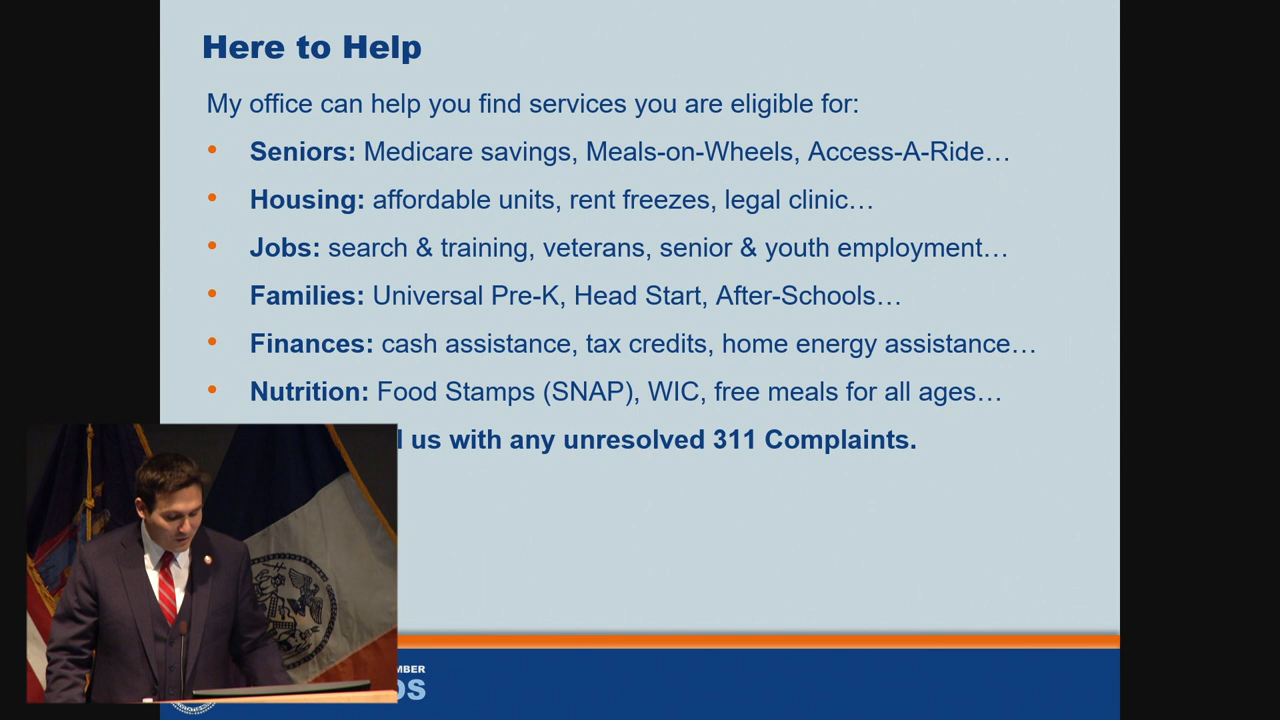 Here to Help
My office can help you find services you are eligible for:
• Seniors: Medicare savings, Meals-on-Wheels, Access-A-Ride…
• Housing: affordable units, rent freezes, legal clinic…
• Jobs: search & training, veterans, senior & youth employment…
• Families: Universal Pre-K, Head Start, After-Schools…
• Finances: cash assistance, tax credits, home energy assistance…
• Nutrition: Food Stamps (SNAP), WIC, free meals for all ages…
us with any unresolved 311 Complaints.